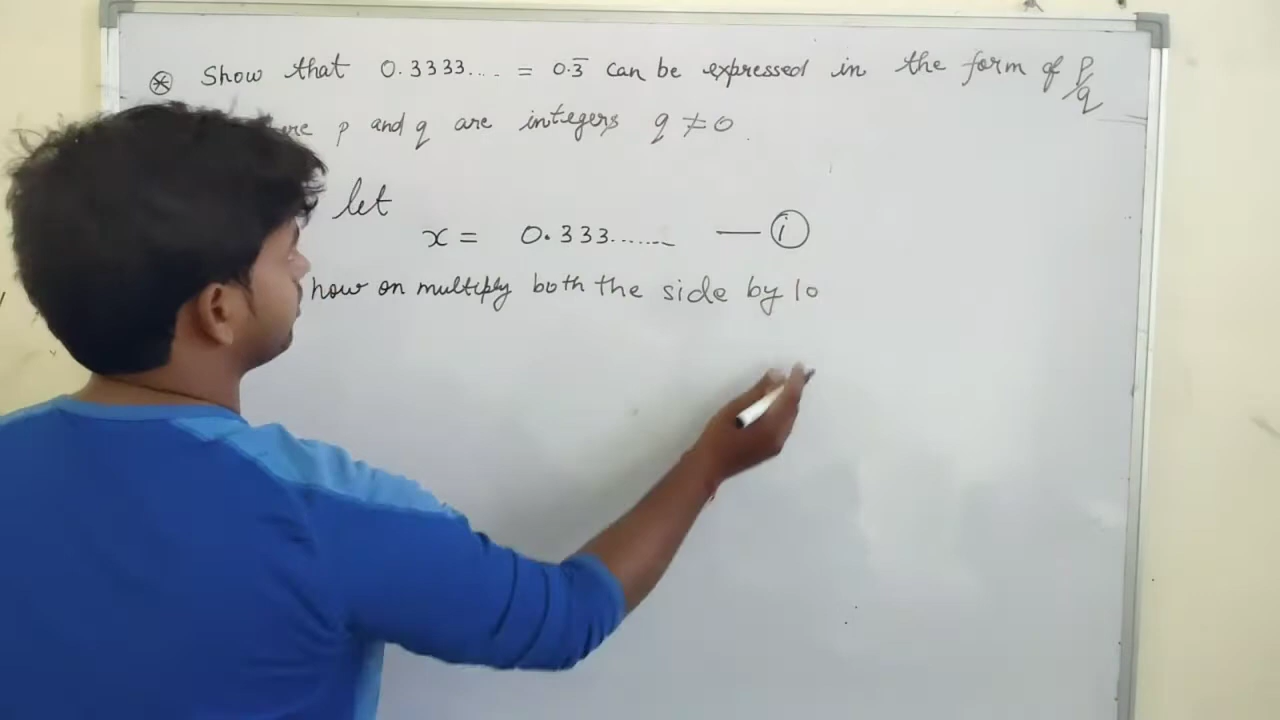 ⊛ Show that 0.3333... = 0.3̅ can be expressed in the form of p/q
p and q are integers q ≠ 0.
let
x = 0.333....... — (i)
now on multiply both the side by 10